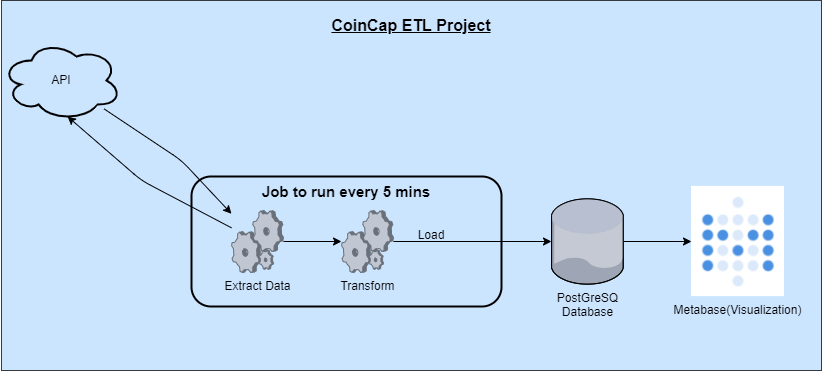 CoinCap ETL Project
API
Job to run every 5 mins
Load
Extract Data
Transform
PostGreSQ
Database
Metabase(Visualization)